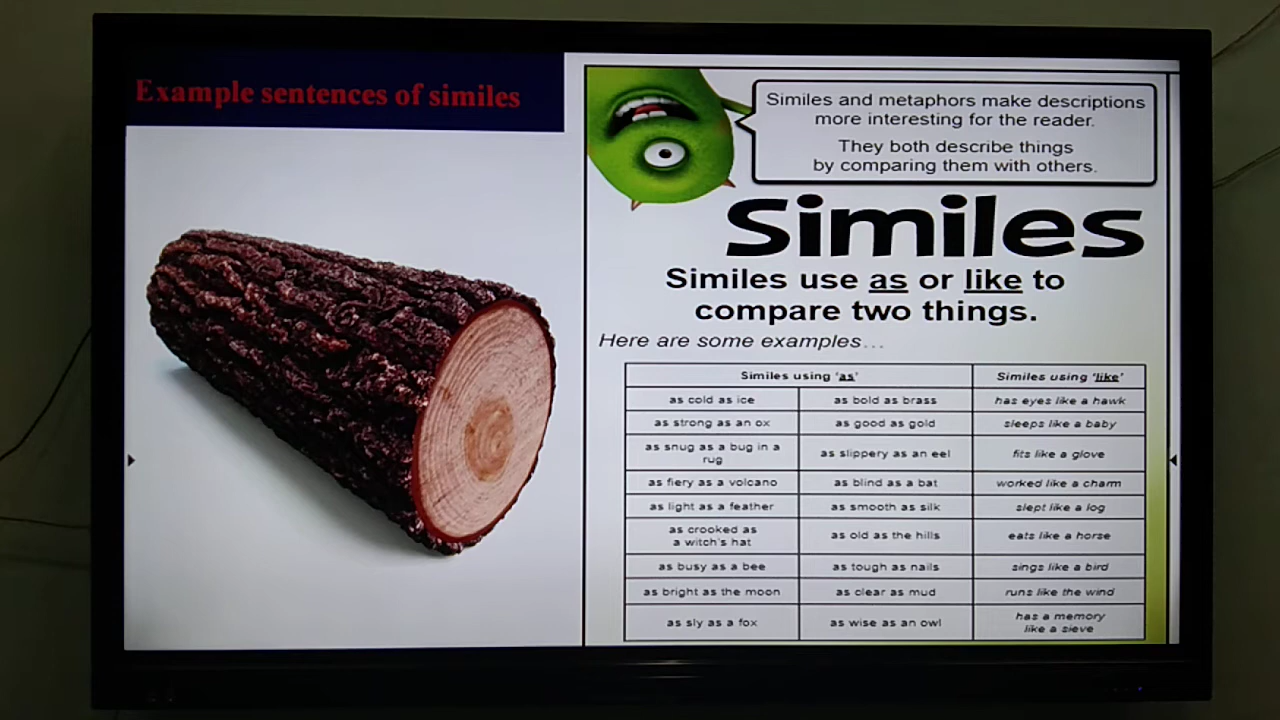 Example sentences of similes
Similes and metaphors make descriptions
more interesting for the reader.
They both describe things
by comparing them with others.
Similes
Similes use as or like to
compare two things.
Here are some examples...
Similes using 'as'
Similes using 'like'
as cold as ice
as bold as brass
has eyes like a hawk
as strong as an ox
as good as gold
sleeps like a baby
as snug as a bug in a
rug
as slippery as an eel
fits like a glove
as fiery as a volcano
as blind as a bat
worked like a charm
as light as a feather
as smooth as silk
slept like a log
as crooked as
a witch's hat
as old as the hills
eats like a horse
as busy as a bee
as tough as nails
sings like a bird
as bright as the moon
as clear as mud
runs like the wind
as sly as a fox
as wise as an owl
has a memory
like a sieve